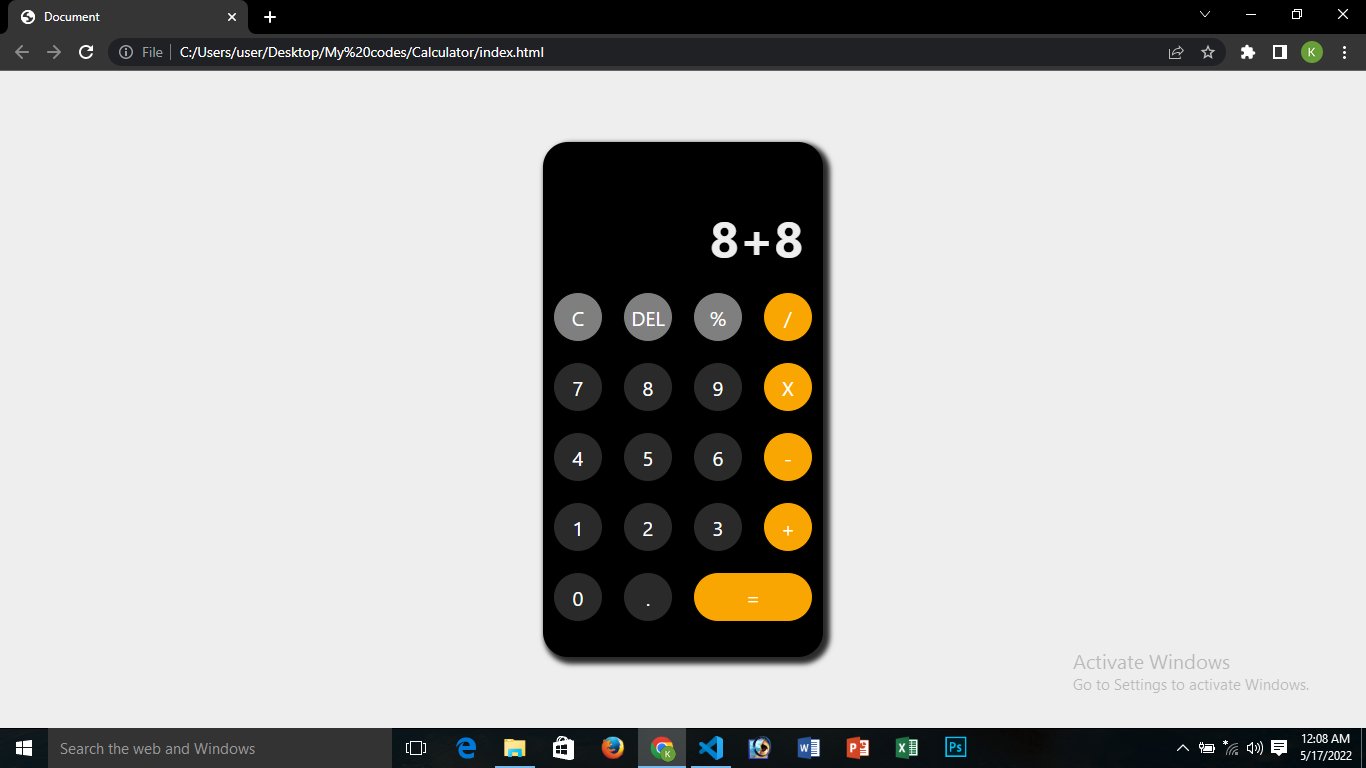 Document
File
C:/Users/user/Desktop/My%20codes/Calculator/index.html
K
8+8
C DEL % /
7 8 9 X
4 5 6 -
1 2 3 +
0 . =
Activate Windows
Go to Settings to activate Windows.
Search the web and Windows
12:08 AM
5/17/2022